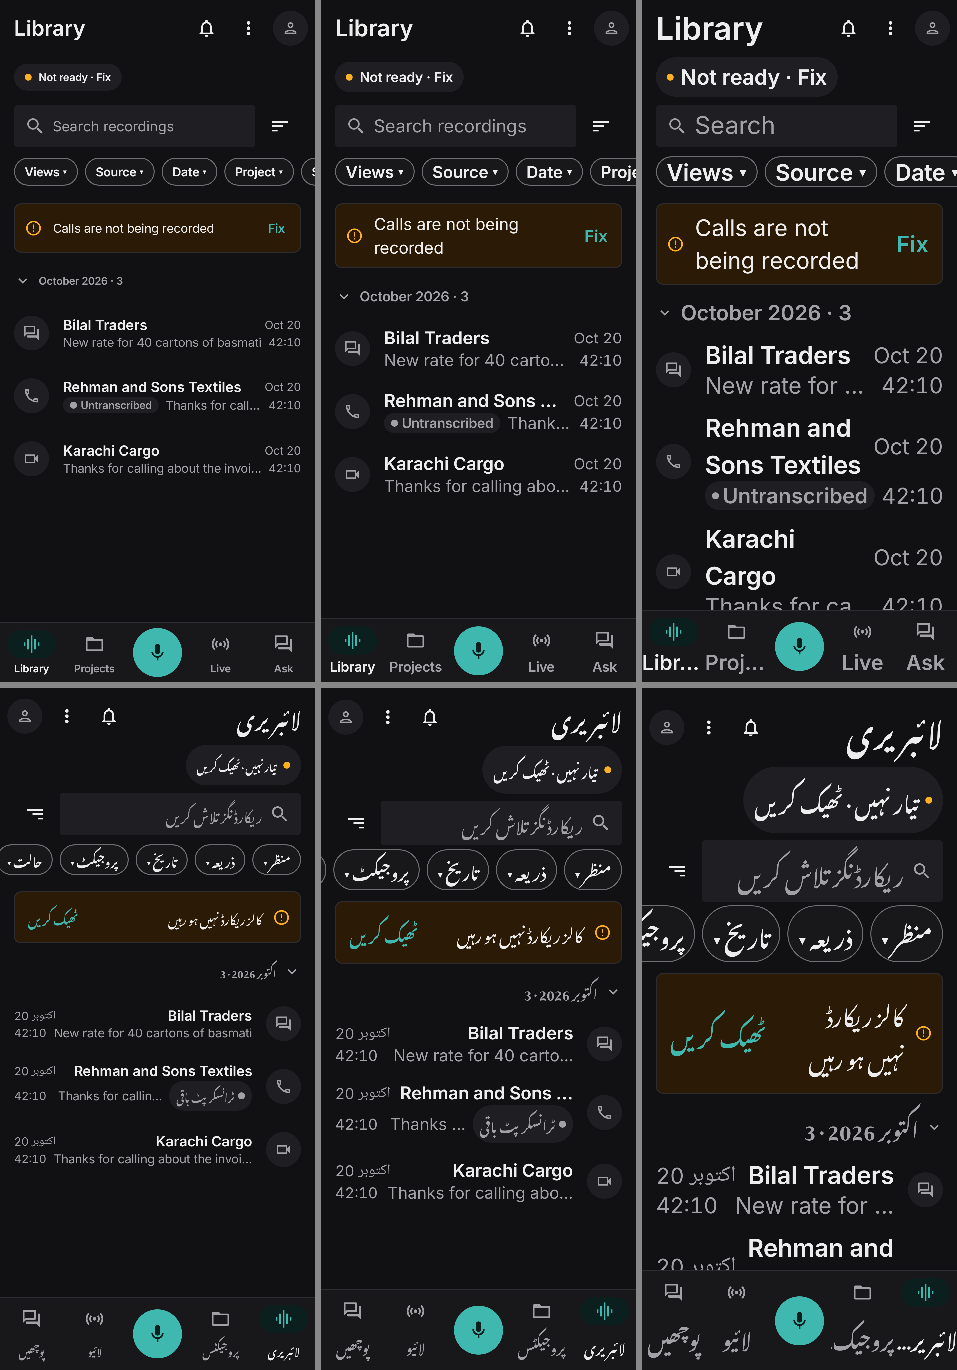 Library
Not ready · Fix
Search recordings
Views ▾ Source ▾ Date ▾ Project ▾ S
Calls are not being recorded Fix
October 2026 · 3
Bilal Traders Oct 20
New rate for 40 cartons of basmati 42:10
Rehman and Sons Textiles Oct 20
Untranscribed Thanks for call... 42:10
Karachi Cargo Oct 20
Thanks for calling about the invoi... 42:10
Library Projects Live Ask
Library
Not ready · Fix
Search recordings
Views ▾ Source ▾ Date ▾ Proje
Calls are not being
recorded
Fix
October 2026 · 3
Bilal Traders Oct 20
New rate for 40 carto... 42:10
Rehman and Sons ... Oct 20
Untranscribed Thank... 42:10
Karachi Cargo Oct 20
Thanks for calling abo... 42:10
Library Projects Live Ask
Library
Not ready · Fix
Search
Views ▾ Source ▾ Date ▾
Calls are not
being recorded
Fix
October 2026 · 3
Bilal Traders Oct 20
New rate for ... 42:10
Rehman and
Sons Textiles
Oct 20
Untranscribed 42:10
Karachi
Cargo
Oct 20
Thanks for ca
Libr... Proj... Live Ask
لائبریری
تیار نہیں · ٹھیک کریں
ریکارڈنگز تلاش کریں
منظر ▾ ذریعہ ▾ تاریخ ▾ پروجیکٹ ▾ حالت ▾
کالز ریکارڈ نہیں ہو رہیں ٹھیک کریں
اکتوبر 2026 · 3
Bilal Traders 20 اکتوبر
New rate for 40 cartons of basmati 42:10
Rehman and Sons Textiles 20 اکتوبر
ٹرانسکرپٹ باقی Thanks for callin... 42:10
Karachi Cargo 20 اکتوبر
Thanks for calling about the invoi... 42:10
لائبریری پروجیکٹس لائیو پوچھیں
لائبریری
تیار نہیں · ٹھیک کریں
ریکارڈنگز تلاش کریں
منظر ▾ ذریعہ ▾ تاریخ ▾ پروجیکٹ ▾
کالز ریکارڈ نہیں ہو رہیں ٹھیک کریں
اکتوبر 2026 · 3
Bilal Traders 20 اکتوبر
New rate for 40 carto... 42:10
Rehman and Sons ... 20 اکتوبر
ٹرانسکرپٹ باقی Thanks ... 42:10
Karachi Cargo 20 اکتوبر
Thanks for calling abo... 42:10
لائبریری پروجیکٹس لائیو پوچھیں
لائبریری
تیار نہیں · ٹھیک کریں
ریکارڈنگز تلاش کریں
منظر ▾ ذریعہ ▾ تاریخ ▾ پروجیک
کالز ریکارڈ
نہیں ہو رہیں
ٹھیک کریں
اکتوبر 2026 · 3
Bilal Traders 20 اکتوبر
New rate for ... 42:10
Rehman and
20 اکتوبر
لائبریر... پروجیک... لائیو پوچھیں